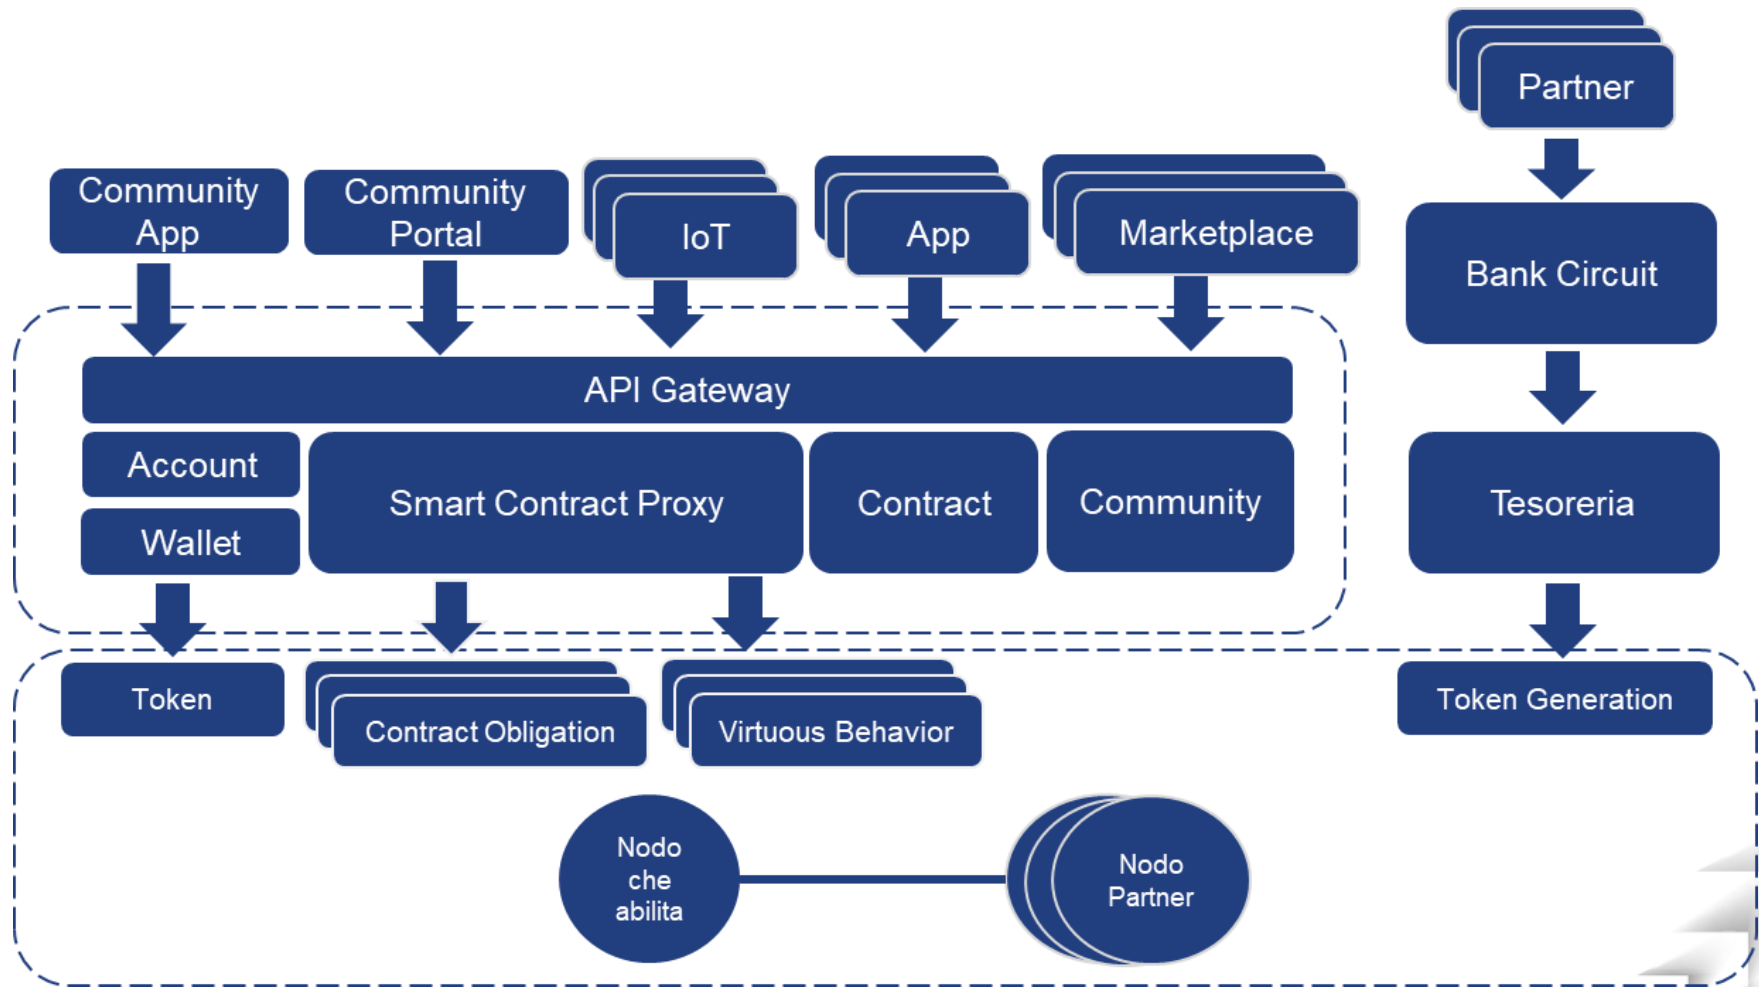 Partner
Community
App
Community
Portal
IoT
App
Marketplace
Bank Circuit
API Gateway
Account
Wallet
Smart Contract Proxy
Contract
Community
Tesoreria
Token
Contract Obligation
Virtuous Behavior
Token Generation
Nodo
che
abilita
Nodo
Partner